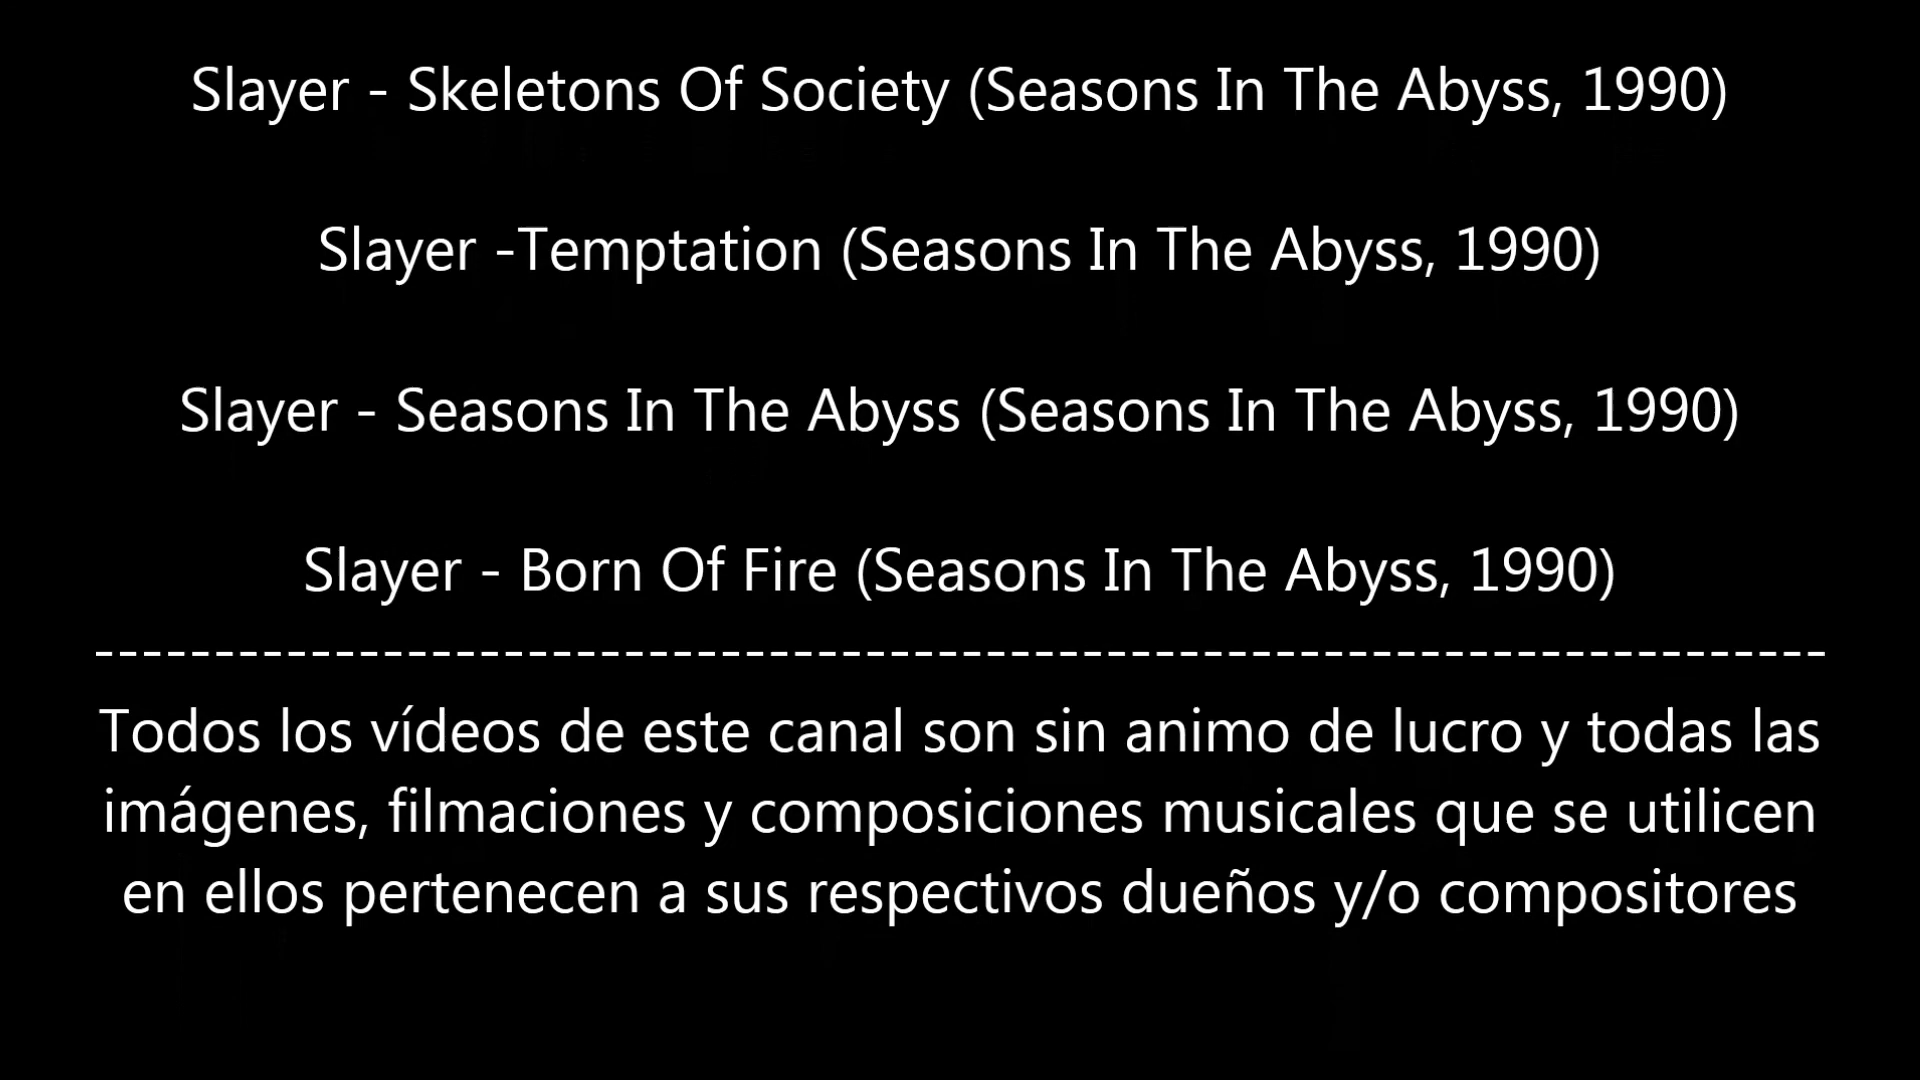 Slayer - Skeletons Of Society (Seasons In The Abyss, 1990)
Slayer -Temptation (Seasons In The Abyss, 1990)
Slayer - Seasons In The Abyss (Seasons In The Abyss, 1990)
Slayer - Born Of Fire (Seasons In The Abyss, 1990)
------------------------------------------------------------------------
Todos los vídeos de este canal son sin animo de lucro y todas las
imágenes, filmaciones y composiciones musicales que se utilicen
en ellos pertenecen a sus respectivos dueños y/o compositores